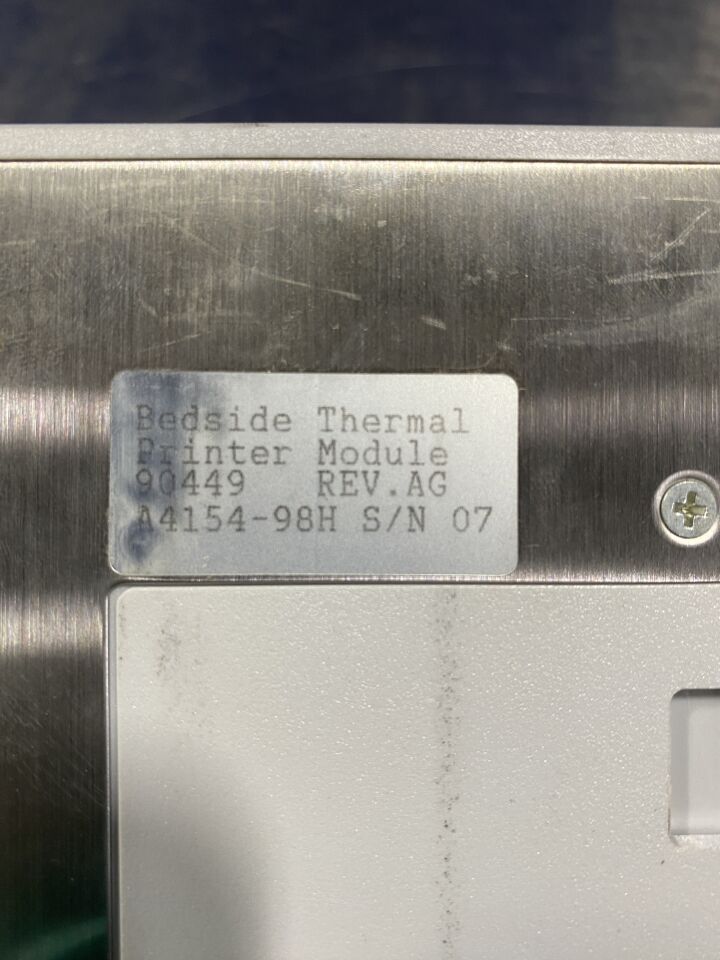 Bedside Thermal
Printer Module
90449 REV.AG
A4154-98H S/N 07